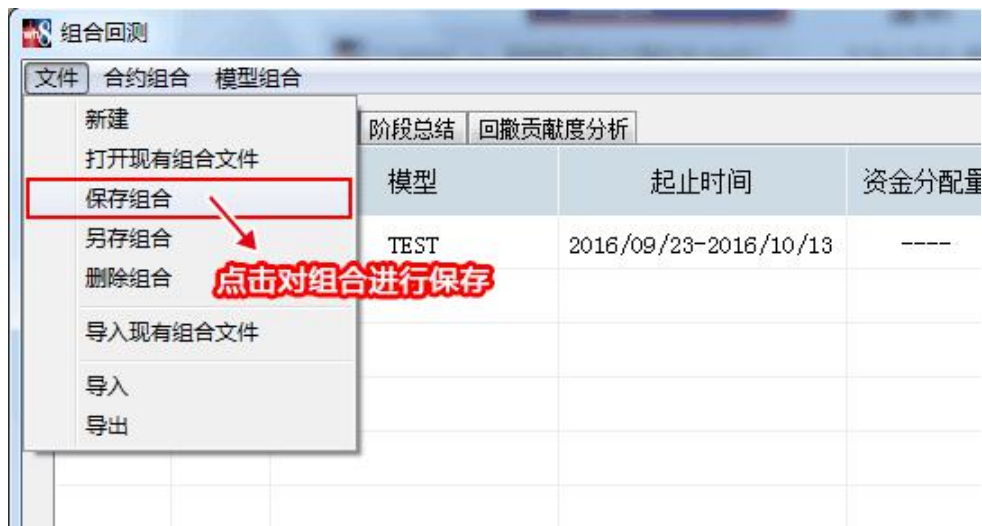 wh8 组合回测
文件 合约组合 模型组合
新建
打开现有组合文件
保存组合
另存组合
删除组合
导入现有组合文件
导入
导出
阶段总结 回撤贡献度分析
模型 起止时间 资金分配量
TEST 2016/09/23-2016/10/13 ----
点击对组合进行保存